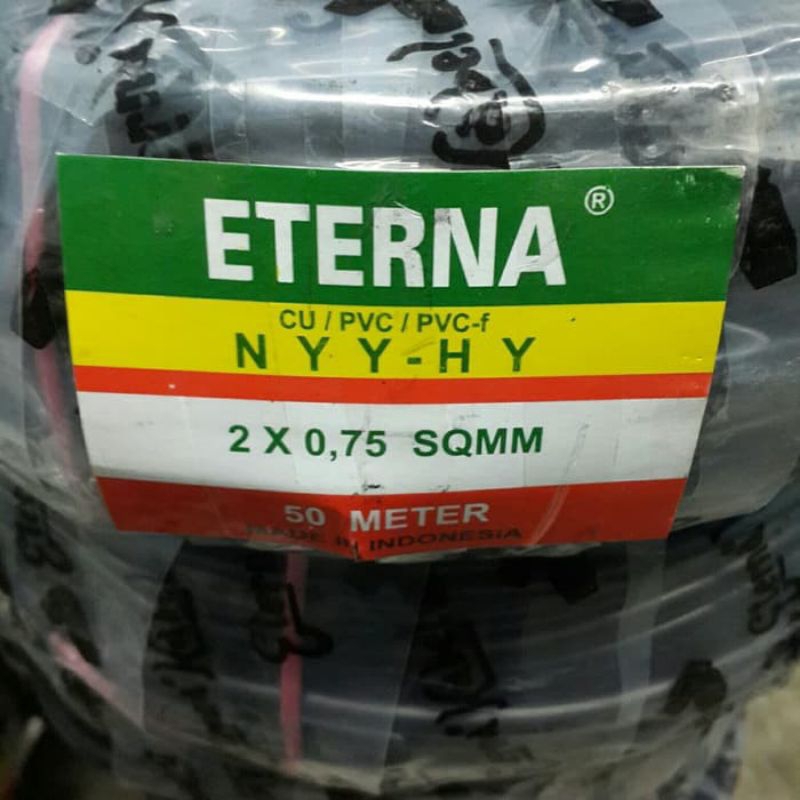 ETERNA ®
CU / PVC / PVC-f
NYY-HY
2 X 0,75 SQMM
50 METER
MADE IN INDONESIA